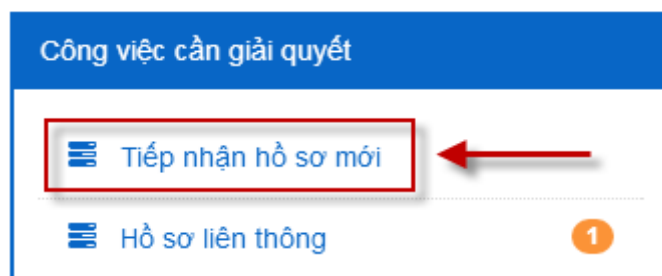 Công việc cần giải quyết
Tiếp nhận hồ sơ mới
Hồ sơ liên thông 1